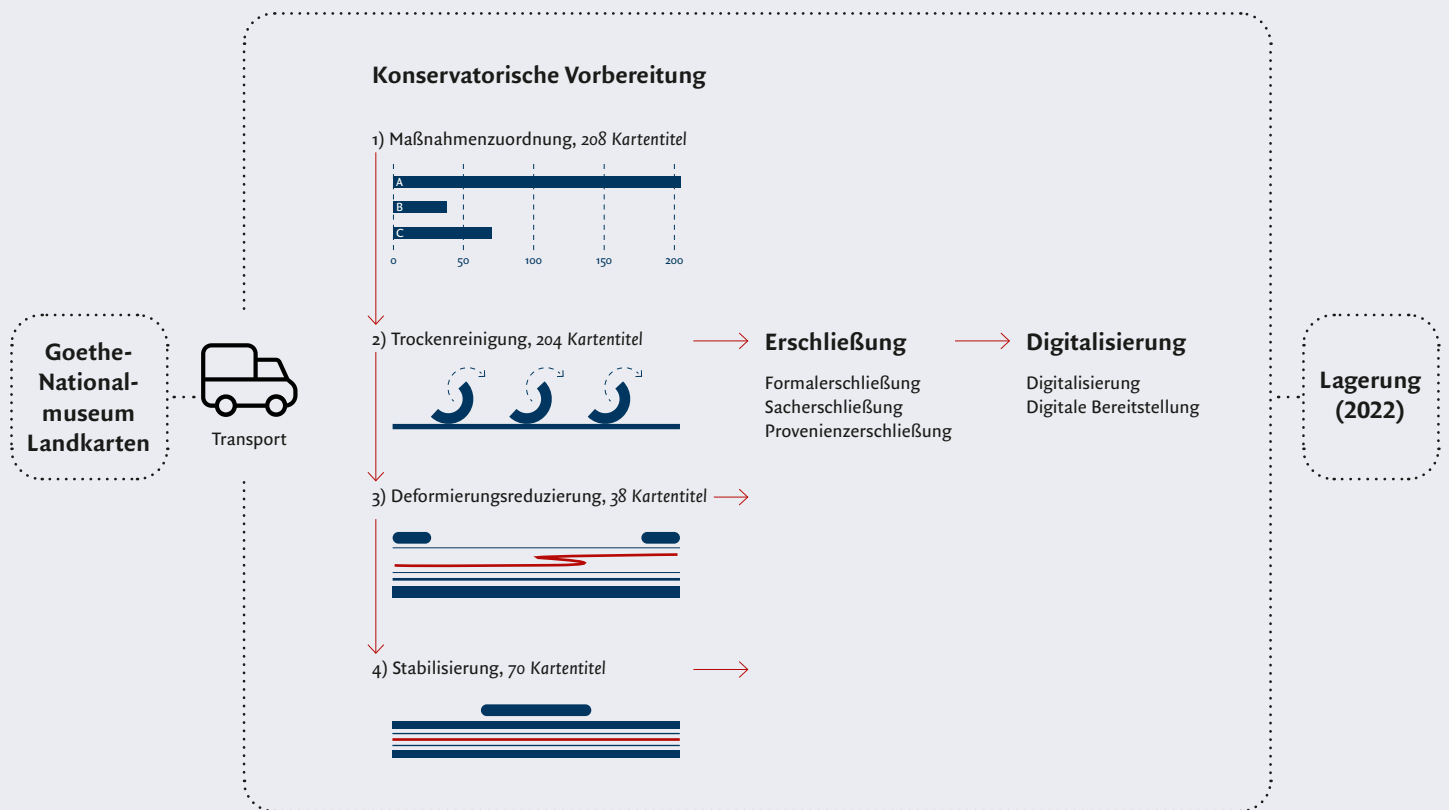 Konservatorische Vorbereitung
1) Maßnahmenzuordnung, 208 Kartentitel
A
B
C
0 50 100 150 200
Goethe-
National-
museum
Landkarten
Transport
2) Trockenreinigung, 204 Kartentitel
Erschließung
Formalerschließung
Sacherschließung
Provenienzerschließung
Digitalisierung
Digitalisierung
Digitale Bereitstellung
Lagerung
(2022)
3) Deformierungsreduzierung, 38 Kartentitel
4) Stabilisierung, 70 Kartentitel